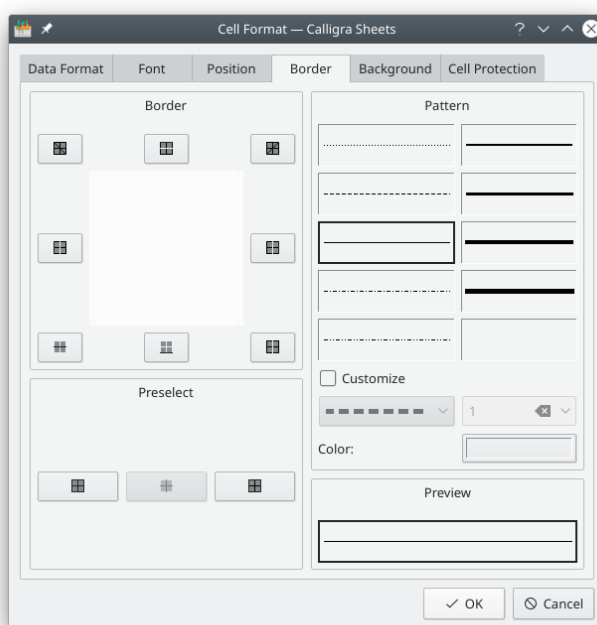 Cell Format — Calligra Sheets
Data Format Font Position Border Background Cell Protection
Border
Pattern
Customize
1
Color:
Preselect
Preview
OK Cancel